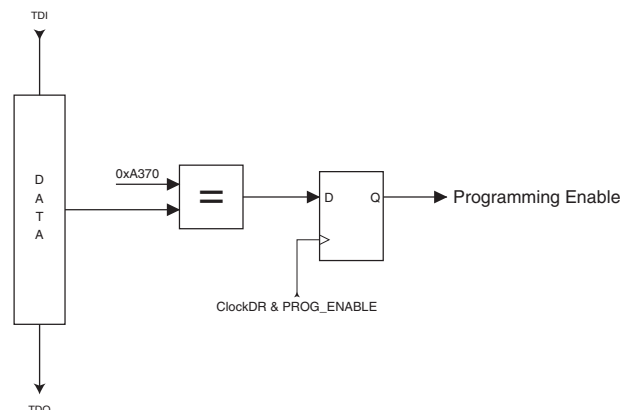 TDI
D
A
T
A
0xA370
=
D
Q
Programming Enable
ClockDR & PROG_ENABLE
TDO